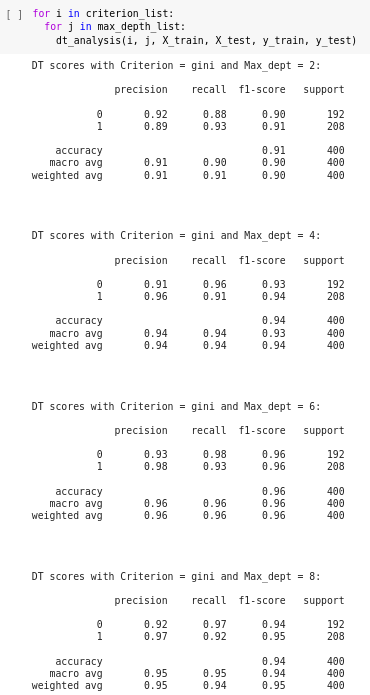 [ ] for i in criterion_list:
for j in max_depth_list:
dt_analysis(i, j, X_train, X_test, y_train, y_test)
DT scores with Criterion = gini and Max_dept = 2:
precision recall f1-score support
0 0.92 0.88 0.90 192
1 0.89 0.93 0.91 208
accuracy 0.91 400
macro avg 0.91 0.90 0.90 400
weighted avg 0.91 0.91 0.90 400
DT scores with Criterion = gini and Max_dept = 4:
precision recall f1-score support
0 0.91 0.96 0.93 192
1 0.96 0.91 0.94 208
accuracy 0.94 400
macro avg 0.94 0.94 0.93 400
weighted avg 0.94 0.94 0.94 400
DT scores with Criterion = gini and Max_dept = 6:
precision recall f1-score support
0 0.93 0.98 0.96 192
1 0.98 0.93 0.96 208
accuracy 0.96 400
macro avg 0.96 0.96 0.96 400
weighted avg 0.96 0.96 0.96 400
DT scores with Criterion = gini and Max_dept = 8:
precision recall f1-score support
0 0.92 0.97 0.94 192
1 0.97 0.92 0.95 208
accuracy 0.94 400
macro avg 0.95 0.95 0.94 400
weighted avg 0.95 0.94 0.95 400